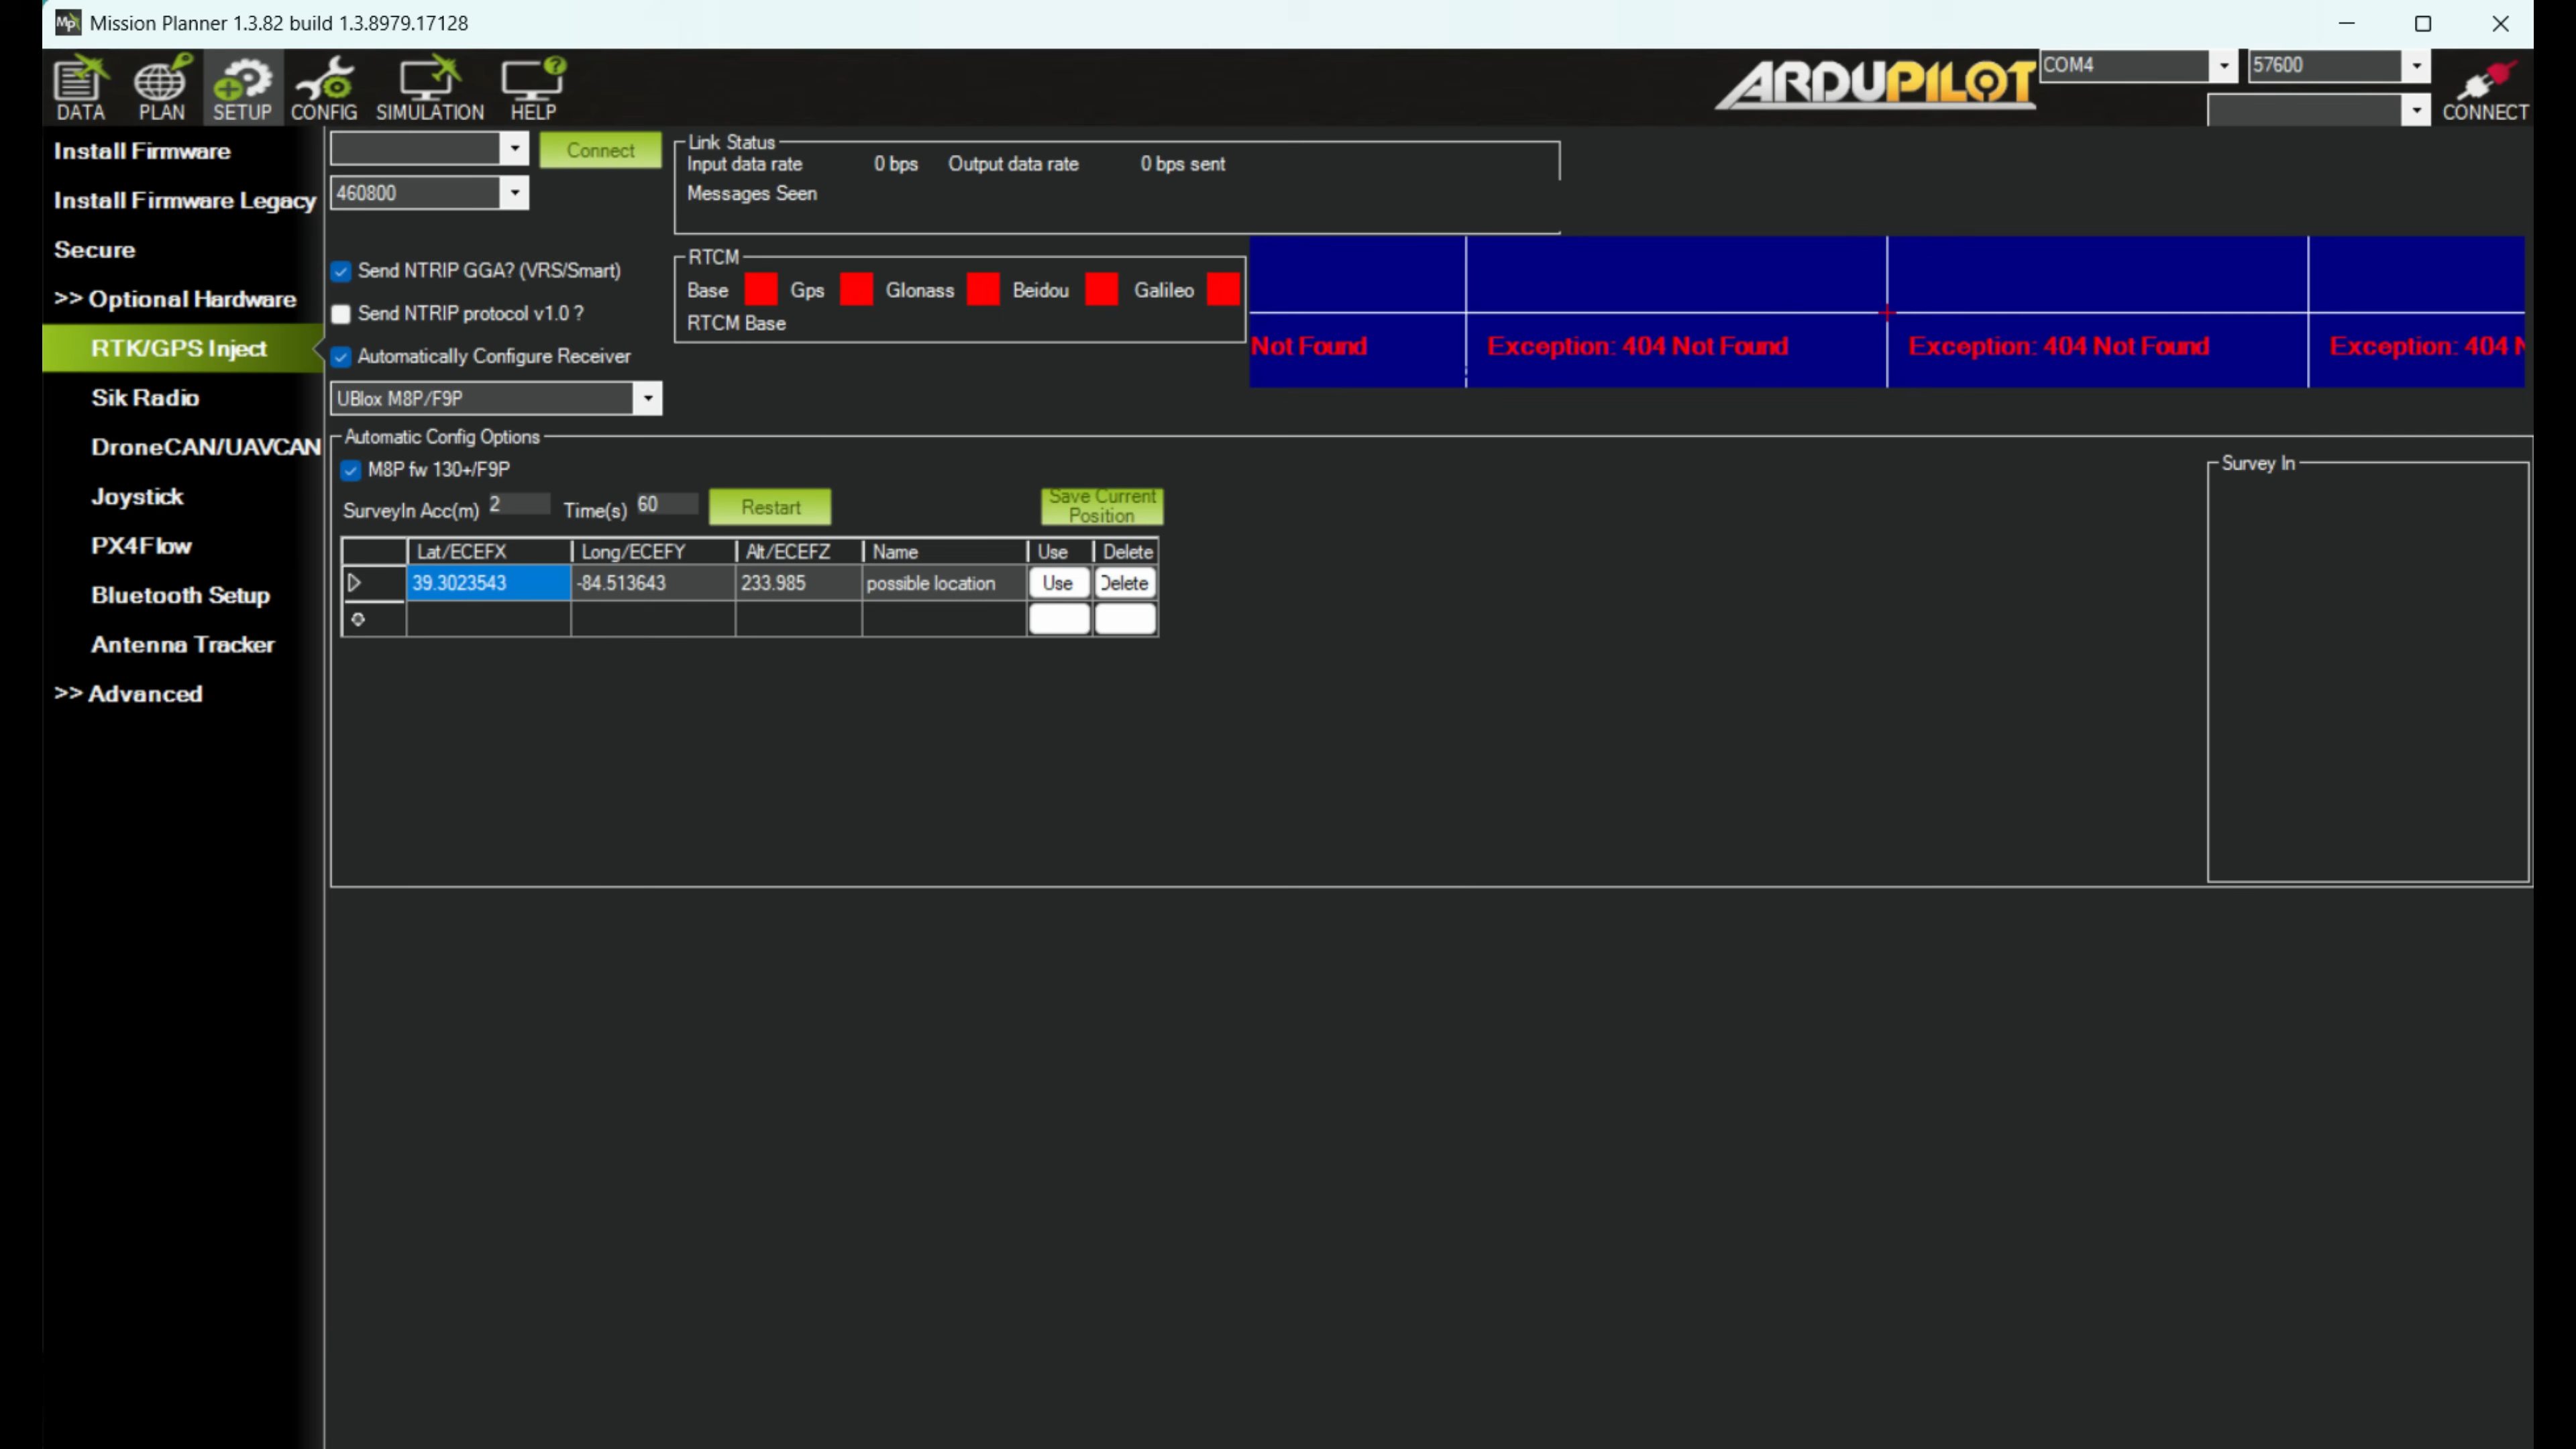 Mission Planner 1.3.82 build 1.3.8979.17128
DATA PLAN SETUP CONFIG SIMULATION HELP
ARDUPILOT
COM4 57600
CONNECT
Install Firmware
Install Firmware Legacy
Secure
>> Optional Hardware
RTK/GPS Inject
Sik Radio
DroneCAN/UAVCAN
Joystick
PX4Flow
Bluetooth Setup
Antenna Tracker
>> Advanced
Connect
460800
Link Status
Input data rate 0 bps Output data rate 0 bps sent
Messages Seen
Send NTRIP GGA? (VRS/Smart)
Send NTRIP protocol v1.0 ?
Automatically Configure Receiver
UBlox M8P/F9P
RTCM
Base Gps Glonass Beidou Galileo
RTCM Base
Not Found Exception: 404 Not Found Exception: 404 Not Found Exception: 404 N
Automatic Config Options
M8P fw 130+/F9P
SurveyIn Acc(m) 2 Time(s) 60 Restart
Save Current
Position
Lat/ECEFX Long/ECEFY Alt/ECEFZ Name Use Delete
39.3023543 -84.513643 233.985 possible location Use Delete
Survey In